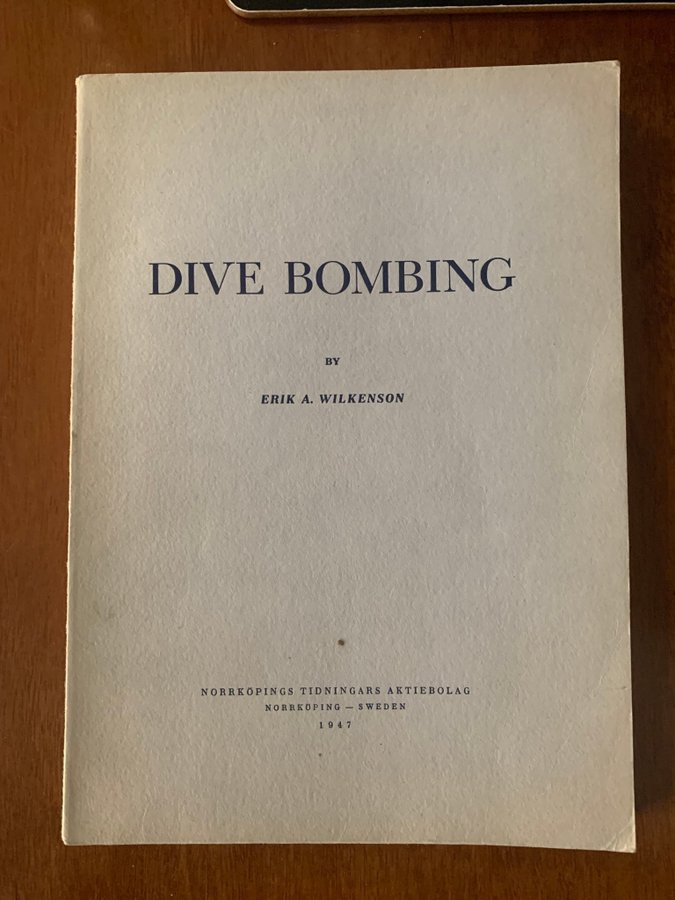 DIVE BOMBING
BY
ERIK A. WILKENSON
NORRKÖPINGS TIDNINGARS AKTIEBOLAG
NORRKÖPING — SWEDEN
1947